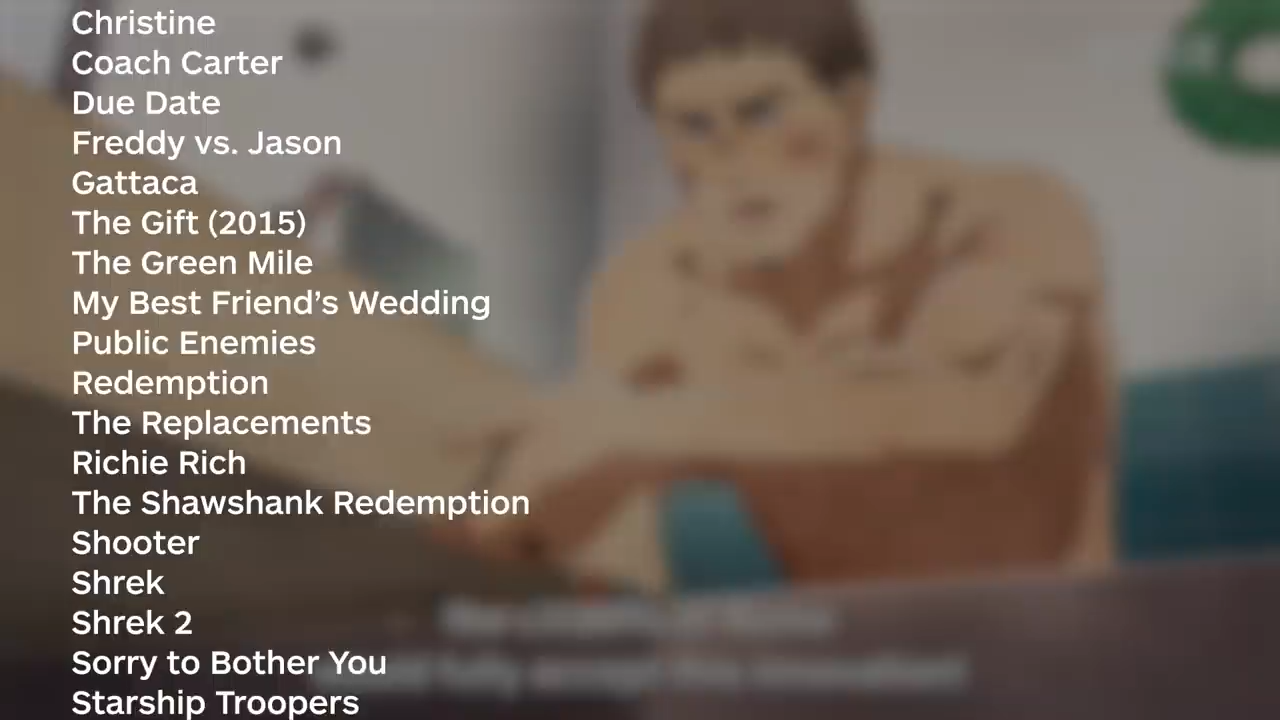 Christine
Coach Carter
Due Date
Freddy vs. Jason
Gattaca
The Gift (2015)
The Green Mile
My Best Friend’s Wedding
Public Enemies
Redemption
The Replacements
Richie Rich
The Shawshank Redemption
Shooter
Shrek
Shrek 2
Sorry to Bother You
Starship Troopers